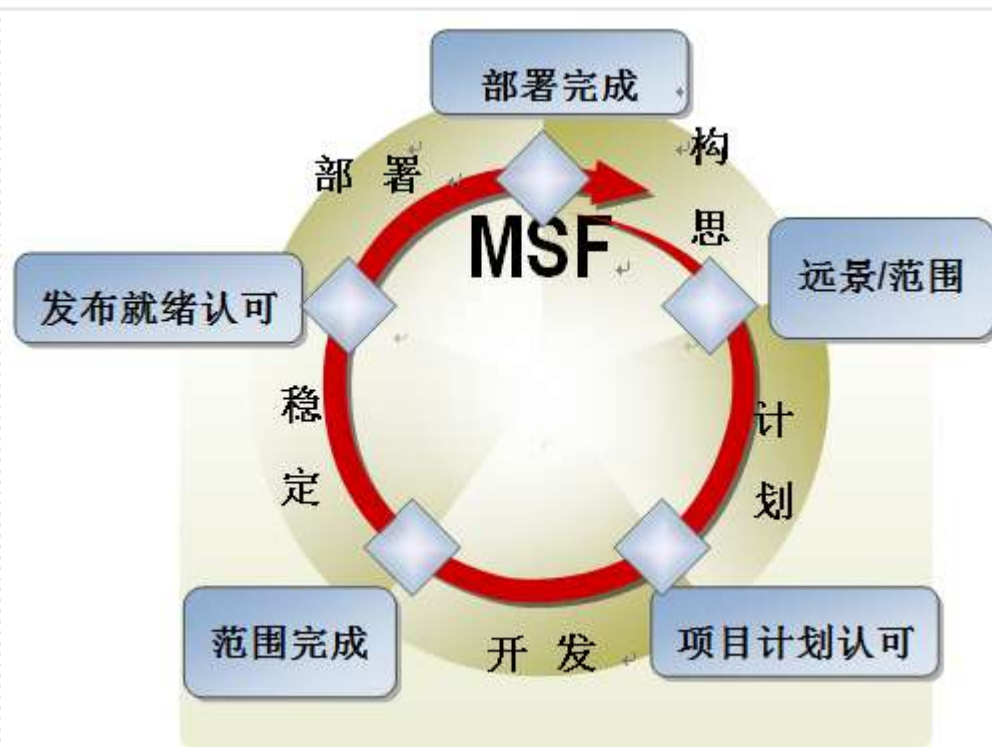 部署完成
构
思
部 署
MSF
远景/范围
发布就绪认可
稳
定
计
划
范围完成
开 发
项目计划认可